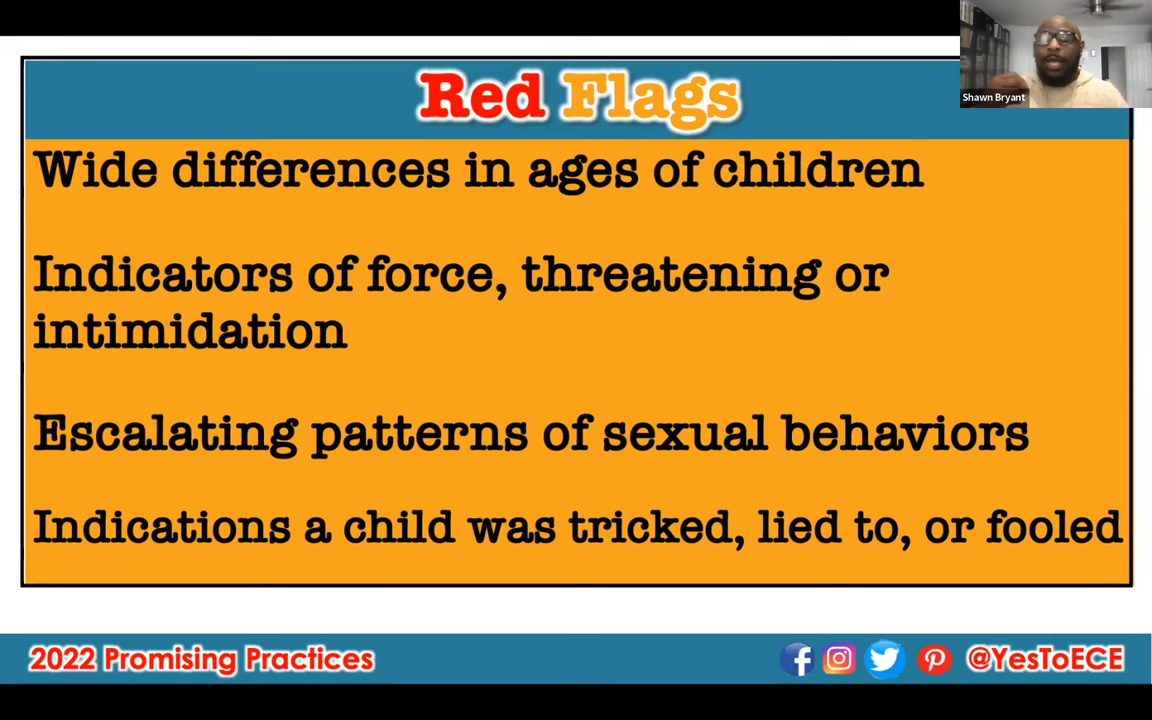 Red Flags
Shawn Bryant
Wide differences in ages of children
Indicators of force, threatening or
intimidation
Escalating patterns of sexual behaviors
Indications a child was tricked, lied to, or fooled
2022 Promising Practices
@YesToECE